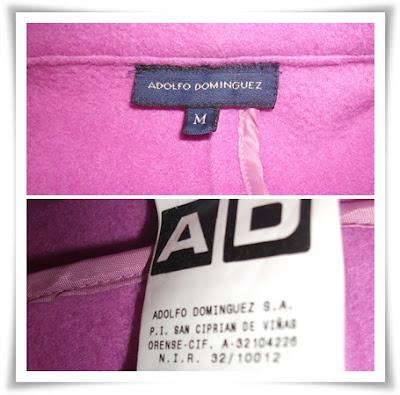 ADOLFO DOMINGUEZ
M
AD
ADOLFO DOMINGUEZ S.A.
P.I. SAN CIPRIAN DE VIÑAS
ORENSE-CIF. A-32104226
N.I.R. 32/10012